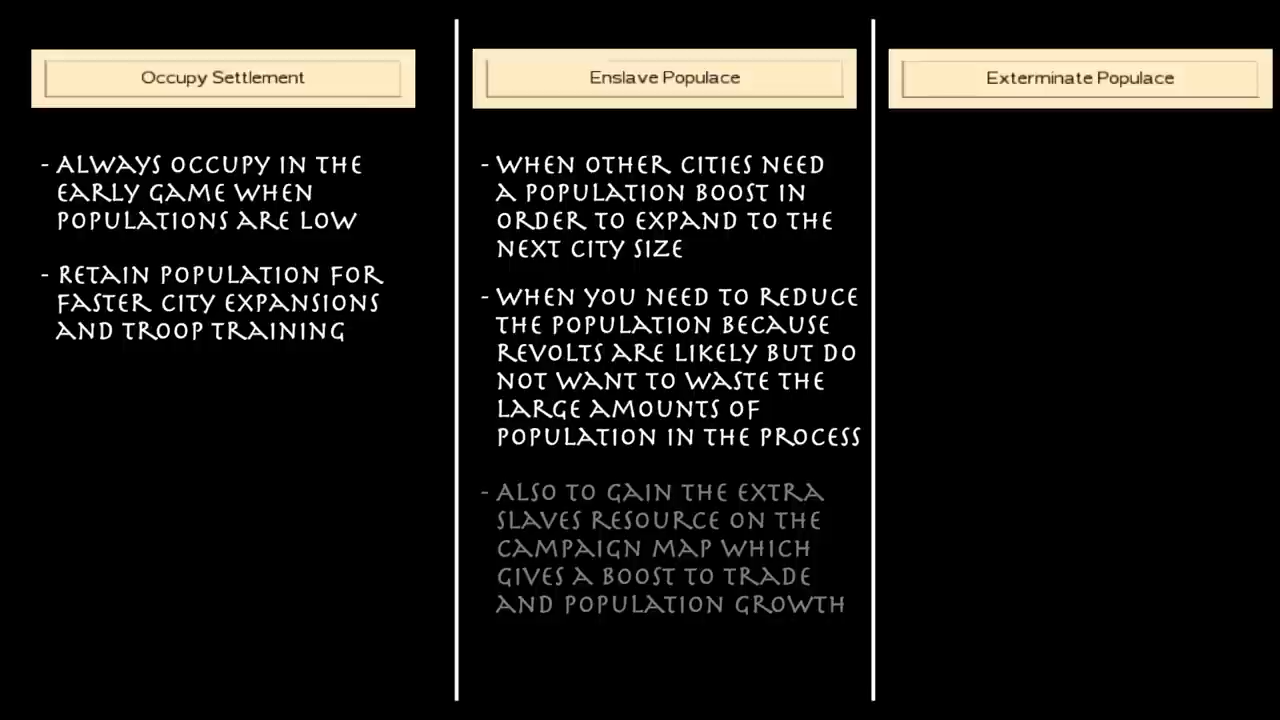 Occupy Settlement
- ALWAYS OCCUPY IN THE
EARLY GAME WHEN
POPULATIONS ARE LOW
- RETAIN POPULATION FOR
FASTER CITY EXPANSIONS
AND TROOP TRAINING
Enslave Populace
- WHEN OTHER CITIES NEED
A POPULATION BOOST IN
ORDER TO EXPAND TO THE
NEXT CITY SIZE
- WHEN YOU NEED TO REDUCE
THE POPULATION BECAUSE
REVOLTS ARE LIKELY BUT DO
NOT WANT TO WASTE THE
LARGE AMOUNTS OF
POPULATION IN THE PROCESS
- ALSO TO GAIN THE EXTRA
SLAVES RESOURCE ON THE
CAMPAIGN MAP WHICH
GIVES A BOOST TO TRADE
AND POPULATION GROWTH
Exterminate Populace